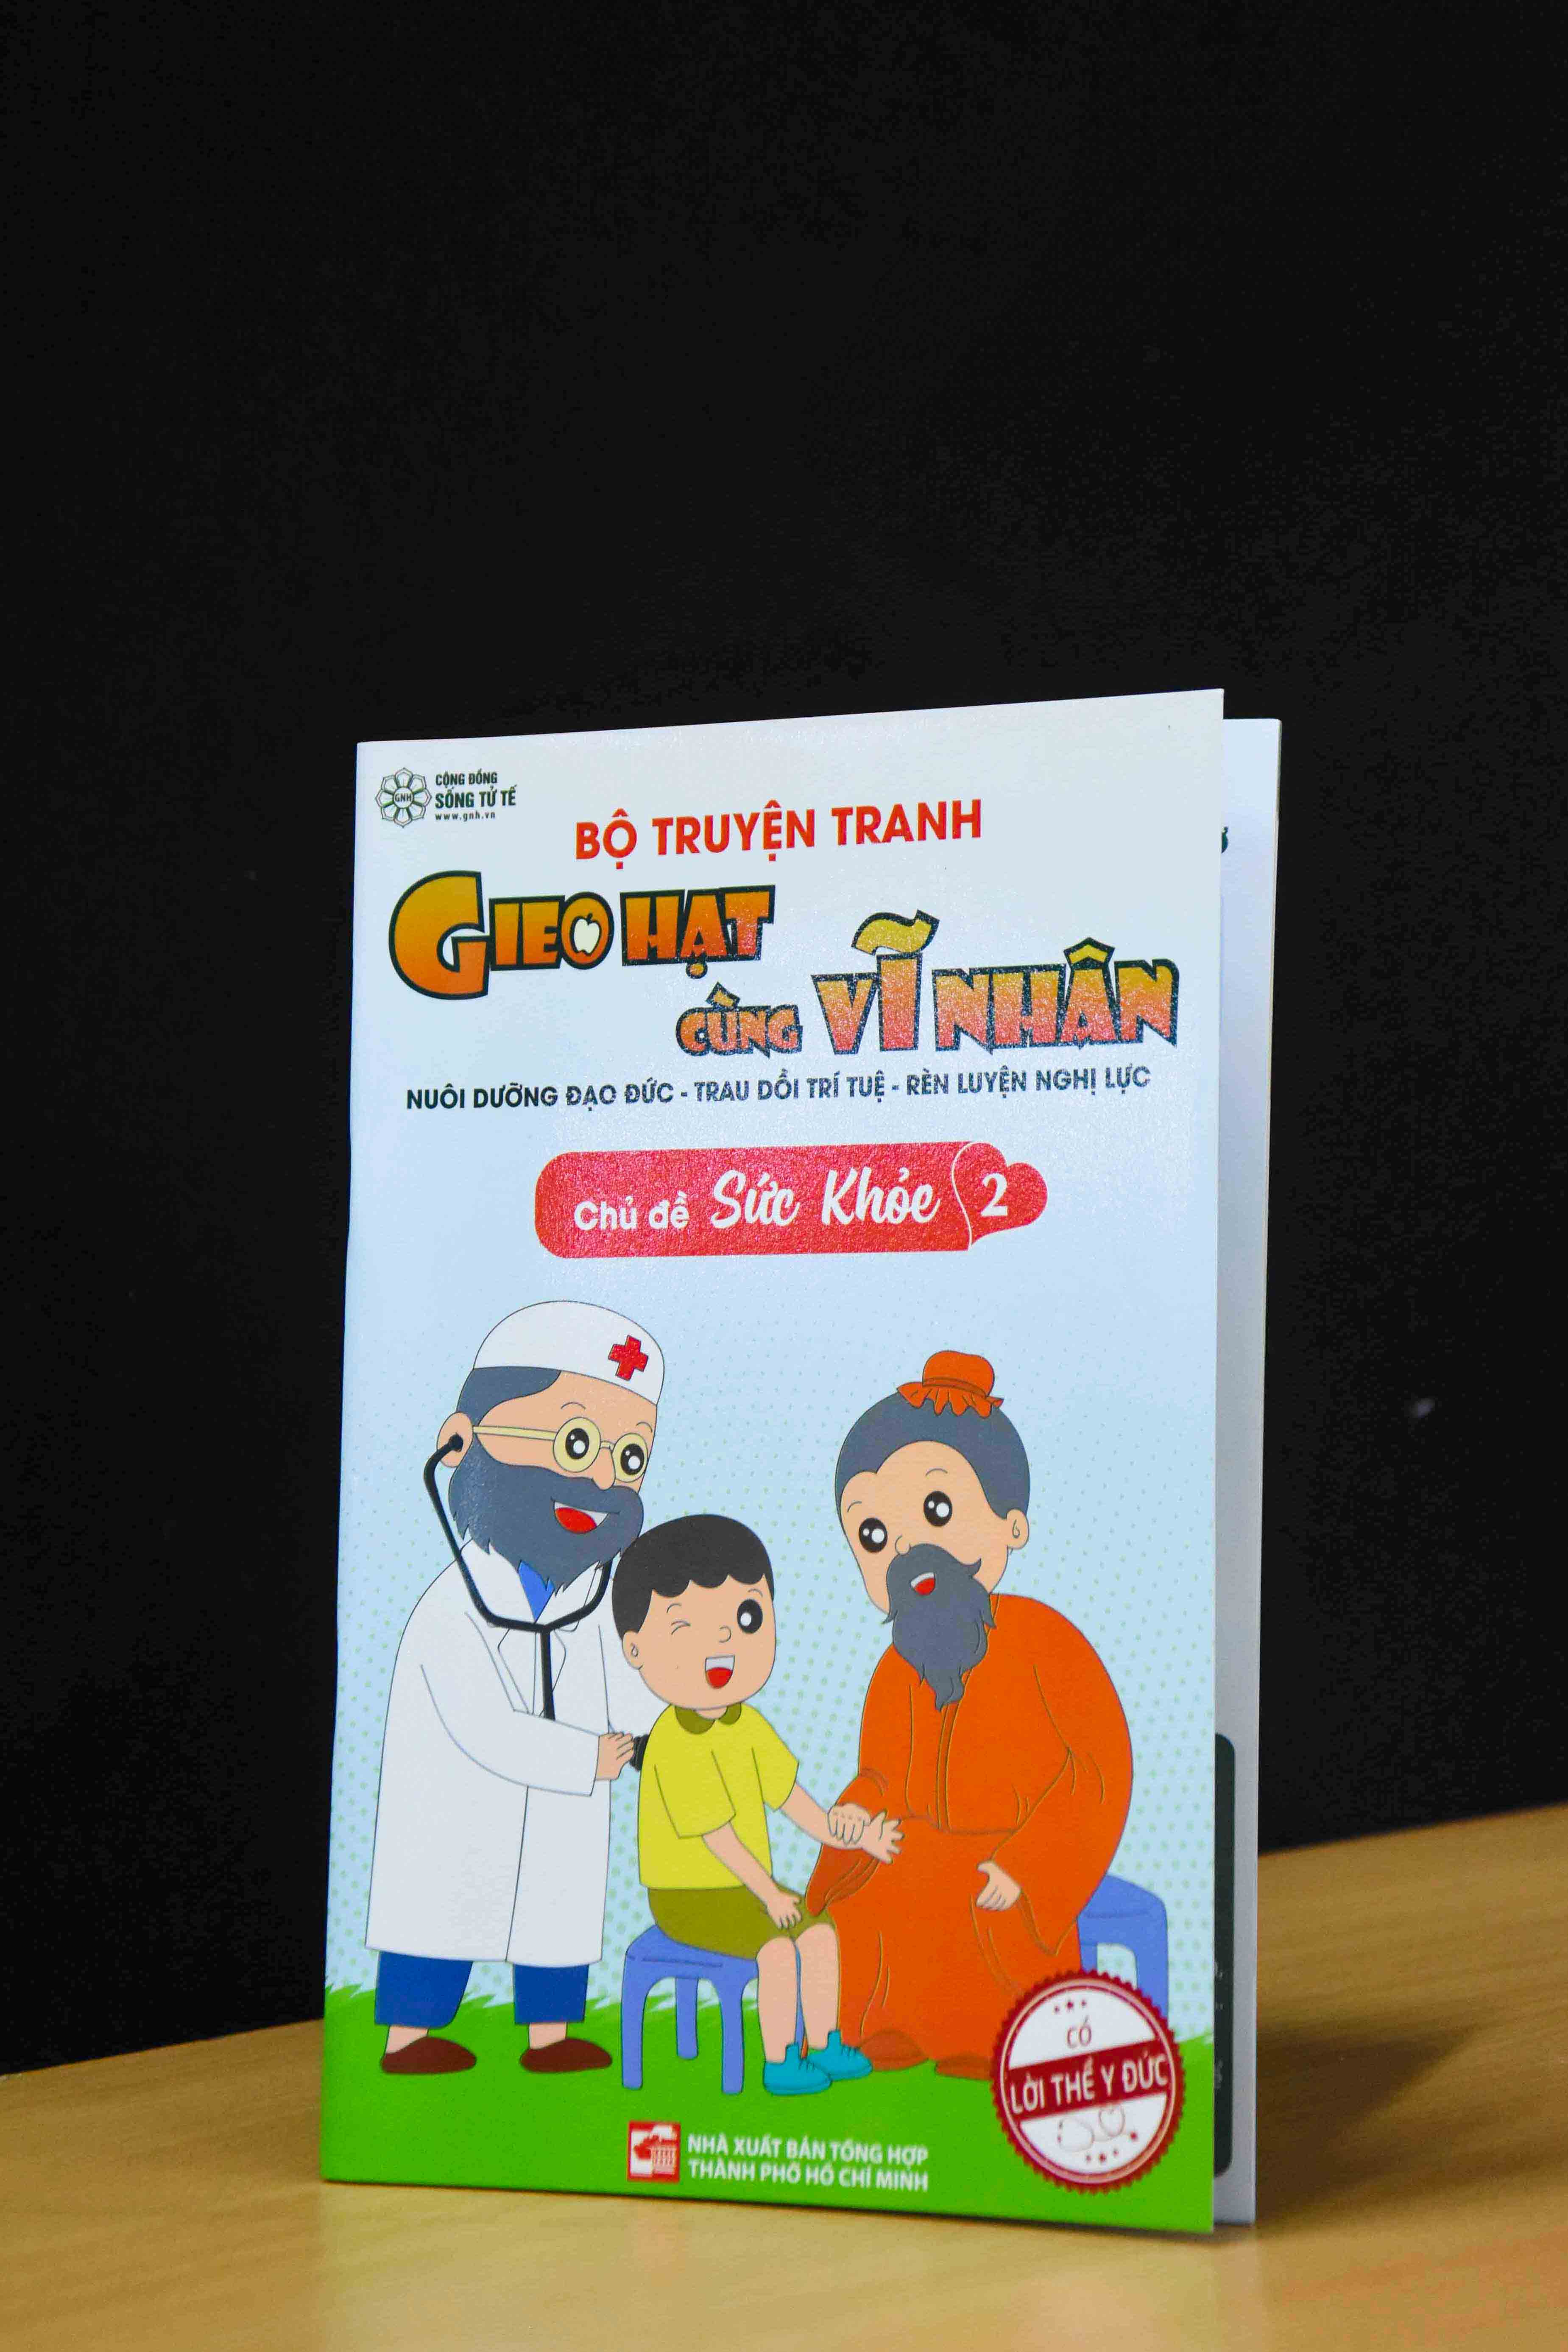 CỘNG ĐỒNG
SỐNG TỬ TẾ
www.gnh.vn
GNH
BỘ TRUYỆN TRANH
GIEO HẠT
CÙNG VĨ NHÂN
NUÔI DƯỠNG ĐẠO ĐỨC - TRAU DỒI TRÍ TUỆ - RÈN LUYỆN NGHỊ LỰC
Chủ đề Sức Khỏe 2
CÓ
LỜI THỀ Y ĐỨC
NHÀ XUẤT BẢN TỔNG HỢP
THÀNH PHỐ HỒ CHÍ MINH